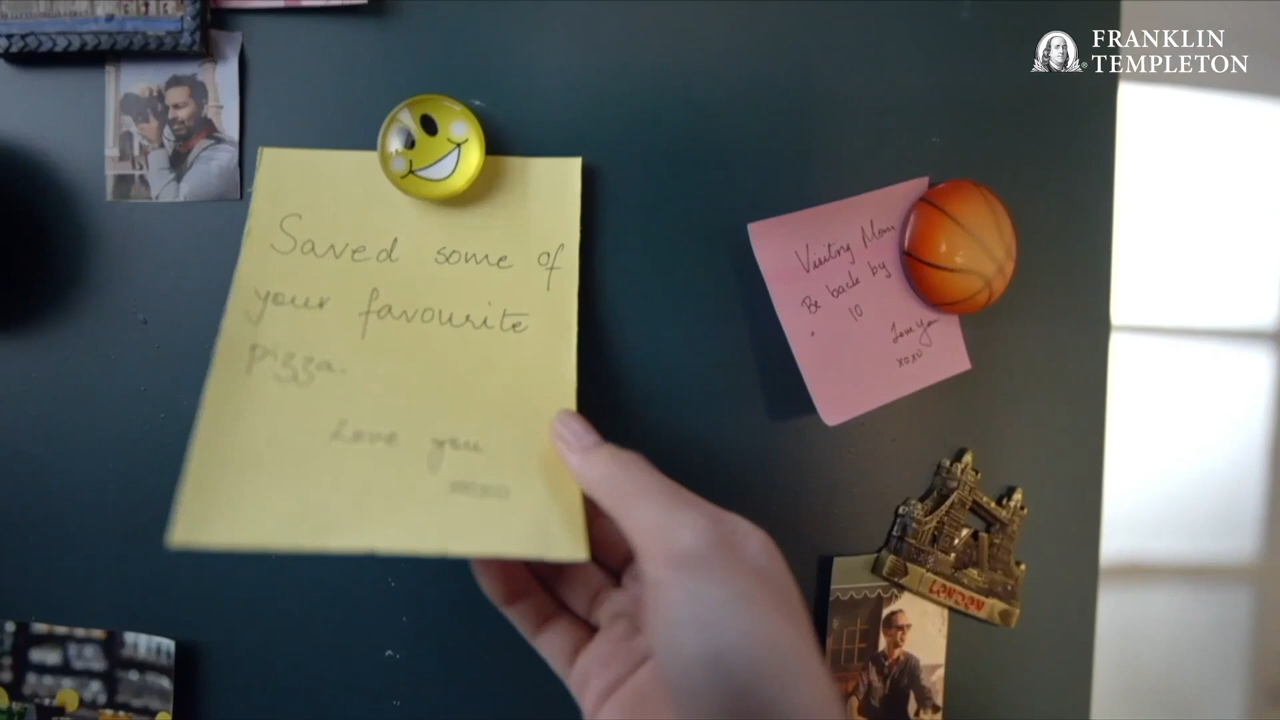 FRANKLIN
TEMPLETON
Saved some of
your favourite
pizza.
Love you
xoxo
Visiting Mom
Be back by
10
Love you
xoxo
LONDON